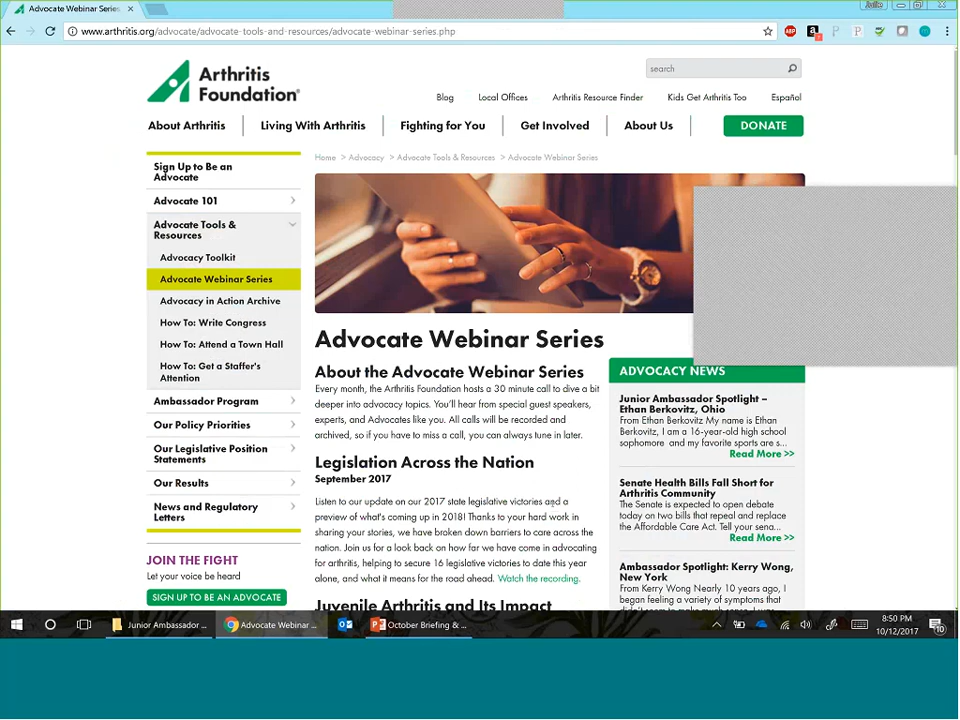 Advocate Webinar Series
www.arthritis.org/advocate/advocate-tools-and-resources/advocate-webinar-series.php
ABP
Arthritis
Foundation®
search
Blog
Local Offices
Arthritis Resource Finder
Kids Get Arthritis Too
Español
About Arthritis
Living With Arthritis
Fighting for You
Get Involved
About Us
DONATE
Home > Advocacy > Advocate Tools & Resources > Advocate Webinar Series
Sign Up to Be an
Advocate
Advocate 101
Advocate Tools &
Resources
Advocacy Toolkit
Advocate Webinar Series
Advocacy in Action Archive
How To: Write Congress
How To: Attend a Town Hall
How To: Get a Staffer's
Attention
Ambassador Program
Our Policy Priorities
Our Legislative Position
Statements
Our Results
News and Regulatory
Letters
JOIN THE FIGHT
Let your voice be heard
SIGN UP TO BE AN ADVOCATE
Advocate Webinar Series
About the Advocate Webinar Series
Every month, the Arthritis Foundation hosts a 30 minute call to dive a bit
deeper into advocacy topics. You'll hear from special guest speakers,
experts, and Advocates like you. All calls will be recorded and
archived, so if you have to miss a call, you can always tune in later.
Legislation Across the Nation
September 2017
Listen to our update on our 2017 state legislative victories and a
preview of what's coming up in 2018! Thanks to your hard work in
sharing your stories, we have broken down barriers to care across the
nation. Join us for a look back on how far we have come in advocating
for arthritis, helping to secure 16 legislative victories to date this year
alone, and what it means for the road ahead. Watch the recording.
Juvenile Arthritis and Its Impact
ADVOCACY NEWS
Junior Ambassador Spotlight –
Ethan Berkovitz, Ohio
From Ethan Berkovitz My name is Ethan
Berkovitz, I am a 16-year-old high school
sophomore and my favorite sports are s...
Read More >>
Senate Health Bills Fall Short for
Arthritis Community
The Senate is expected to open debate
today on two bills that repeal and replace
the Affordable Care Act. Tell your sena...
Read More >>
Ambassador Spotlight: Kerry Wong,
New York
From Kerry Wong Nearly 10 years ago, I
began feeling a variety of symptoms that
Junior Ambassador ...
Advocate Webinar ...
October Briefing & ...
8:50 PM
10/12/2017
10